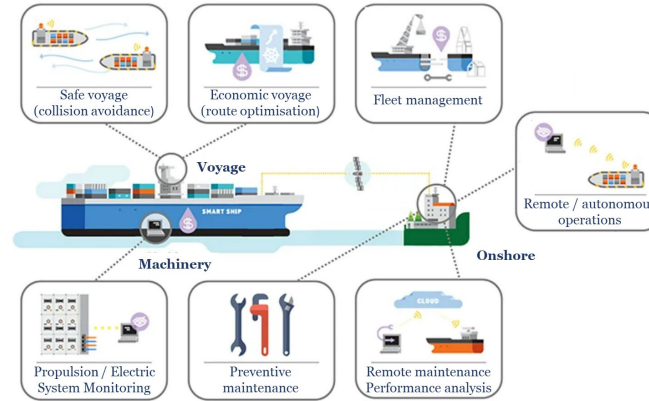 Safe voyage
(collision avoidance)
Economic voyage
(route optimisation)
Fleet management
Voyage
Remote / autonomous
operations
SMART SHIP
Machinery
Onshore
Propulsion / Electric
System Monitoring
Preventive
maintenance
CLOUD
Remote maintenance
Performance analysis